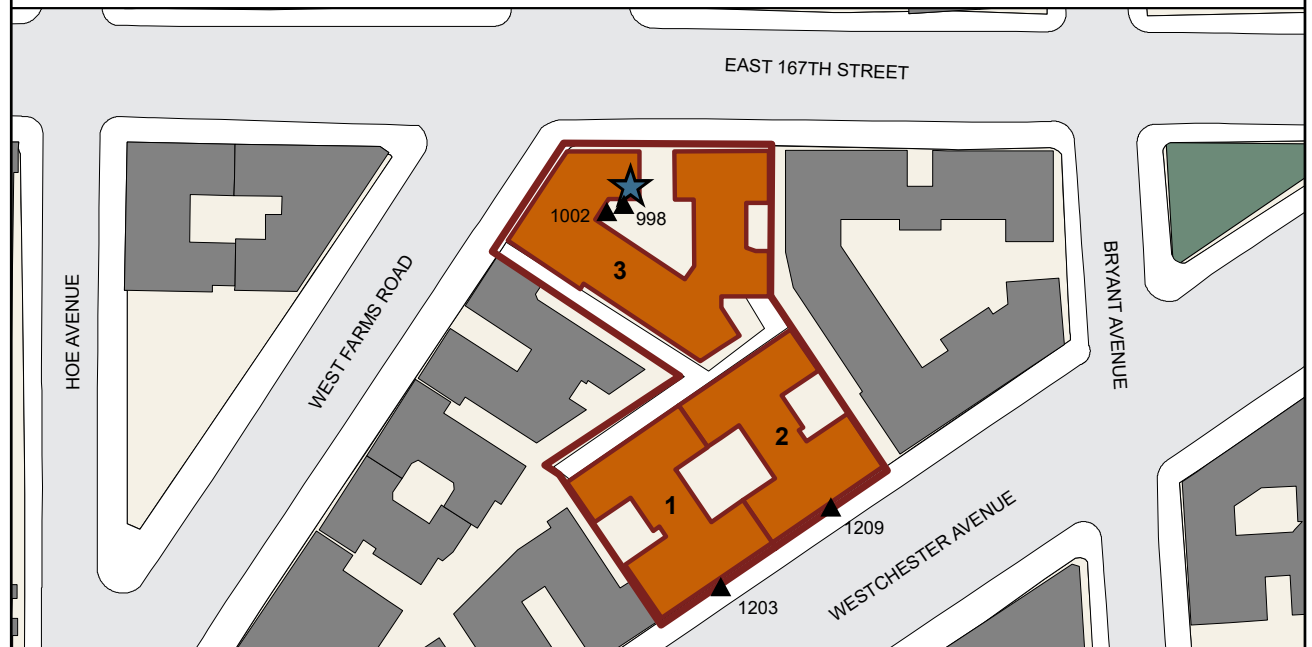 EAST 167TH STREET
1002
998
3
HOE AVENUE
WEST FARMS ROAD
BRYANT AVENUE
2
1
1209
WESTCHESTER AVENUE
1203